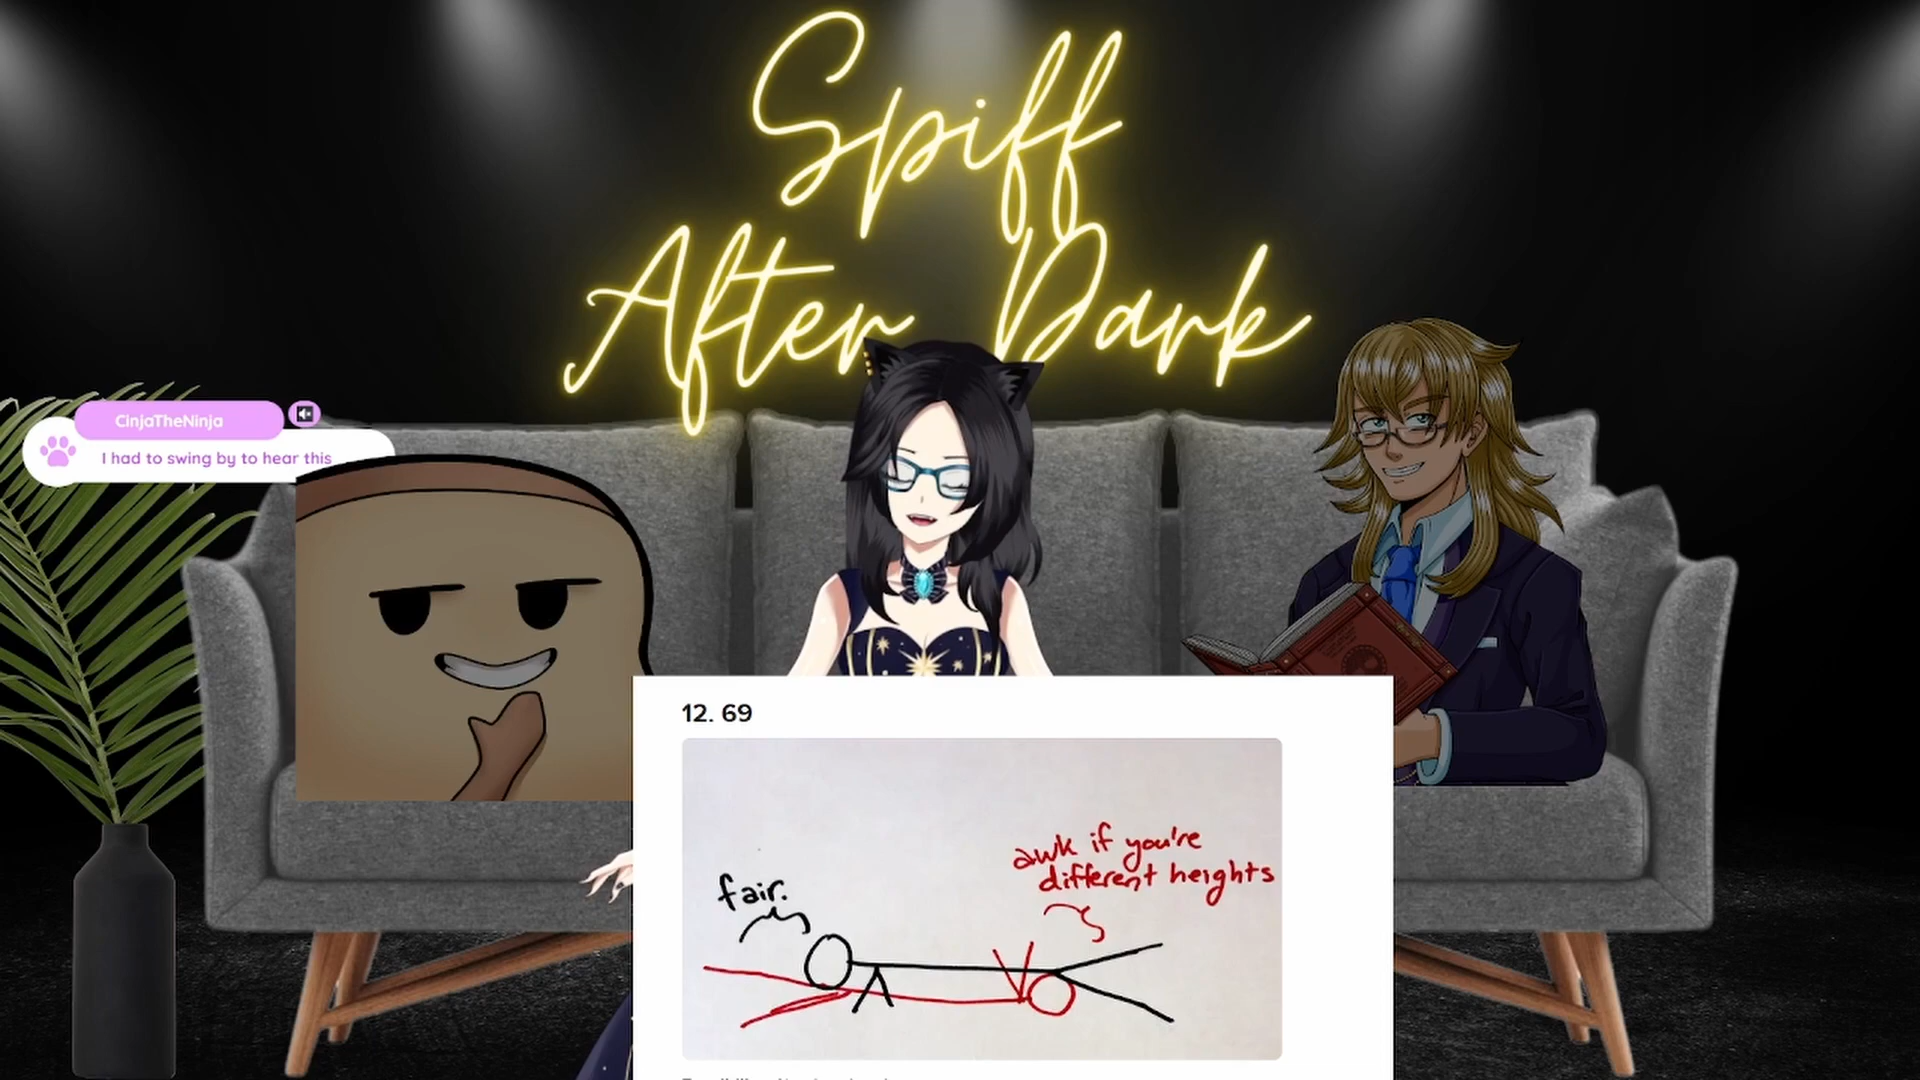 Spiff
After Dark
CinjaTheNinja
I had to swing by to hear this
12. 69
awk if you're
different heights
fair.